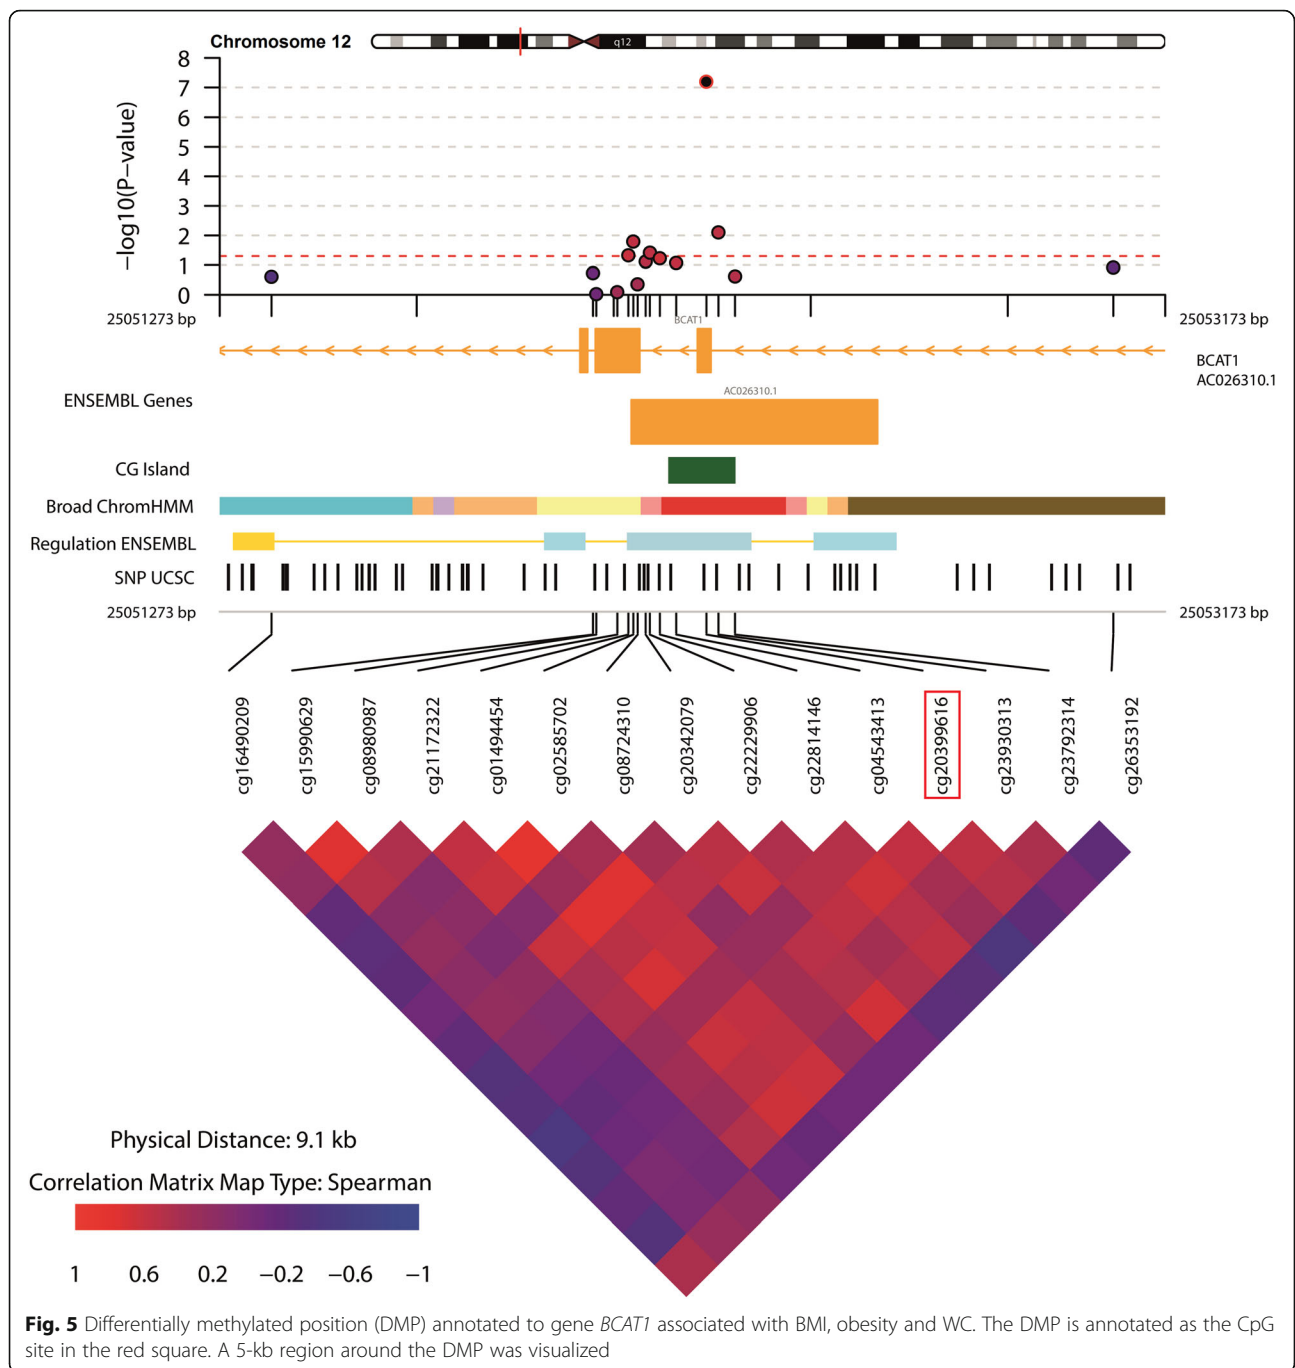 Chromosome 12
q12
8
7
6
5
4
3
2
1
0
−log10(P−value)
25051273 bp
25053173 bp
BCAT1
BCAT1
AC026310.1
AC026310.1
ENSEMBL Genes
CG Island
Broad ChromHMM
Regulation ENSEMBL
SNP UCSC
25051273 bp
25053173 bp
cg16490209
cg15990629
cg08980987
cg21172322
cg01494454
cg02585702
cg08724310
cg20342079
cg22229906
cg22814146
cg04543413
cg20399616
cg23930313
cg23792314
cg26353192
Physical Distance: 9.1 kb
Correlation Matrix Map Type: Spearman
1 0.6 0.2 −0.2 −0.6 −1
Fig. 5 Differentially methylated position (DMP) annotated to gene BCAT1 associated with BMI, obesity and WC. The DMP is annotated as the CpG
site in the red square. A 5-kb region around the DMP was visualized